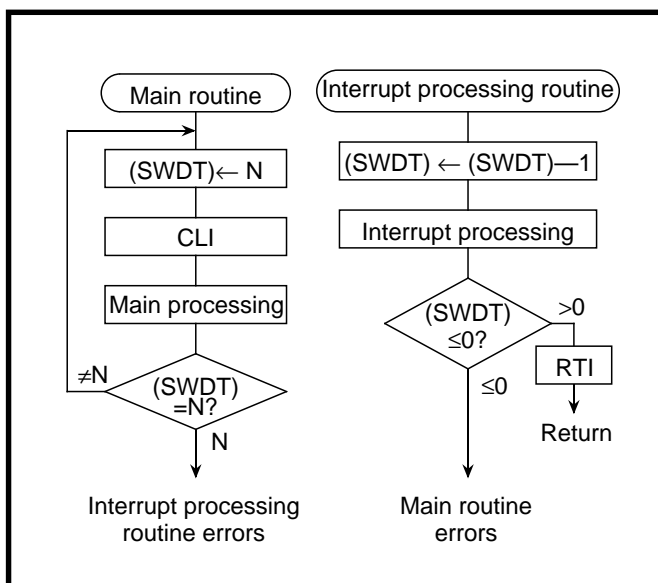 Main routine
(SWDT)← N
CLI
Main processing
≠N
(SWDT)
=N?
N
Interrupt processing
routine errors
Interrupt processing routine
(SWDT) ← (SWDT)—1
Interrupt processing
(SWDT)
≤0?
>0
RTI
Return
≤0
Main routine
errors